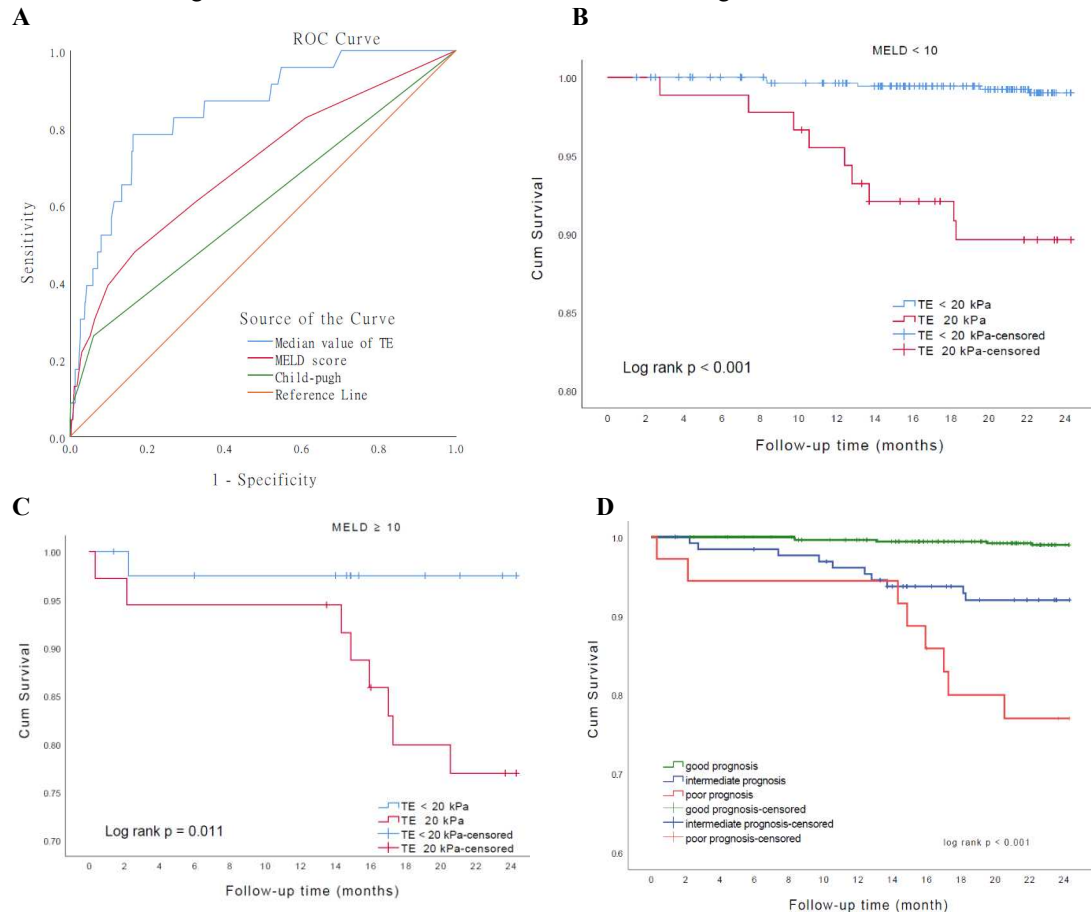 A
ROC Curve
1.0
0.8
0.6
0.4
0.2
0.0
Sensitivity
Source of the Curve
Median value of TE
MELD score
Child-pugh
Reference Line
0.0 0.2 0.4 0.6 0.8 1.0
1 - Specificity
B
MELD < 10
1.00
0.95
0.90
0.85
0.80
Cum Survival
TE < 20 kPa
TE 20 kPa
TE < 20 kPa-censored
TE 20 kPa-censored
Log rank p < 0.001
0 2 4 6 8 10 12 14 16 18 20 22 24
Follow-up time (months)
C
MELD ≥ 10
1.00
0.95
0.90
0.85
0.80
0.75
0.70
Cum Survival
TE < 20 kPa
TE 20 kPa
TE < 20 kPa-censored
TE 20 kPa-censored
Log rank p = 0.011
0 2 4 6 8 10 12 14 16 18 20 22 24
Follow-up time (months)
D
1.0
0.9
0.8
0.7
0.6
Cum Survival
good prognosis
intermediate prognosis
poor prognosis
good prognosis-censored
intermediate prognosis-censored
poor prognosis-censored
log rank p < 0.001
0 2 4 6 8 10 12 14 16 18 20 22 24
Follow-up time (month)